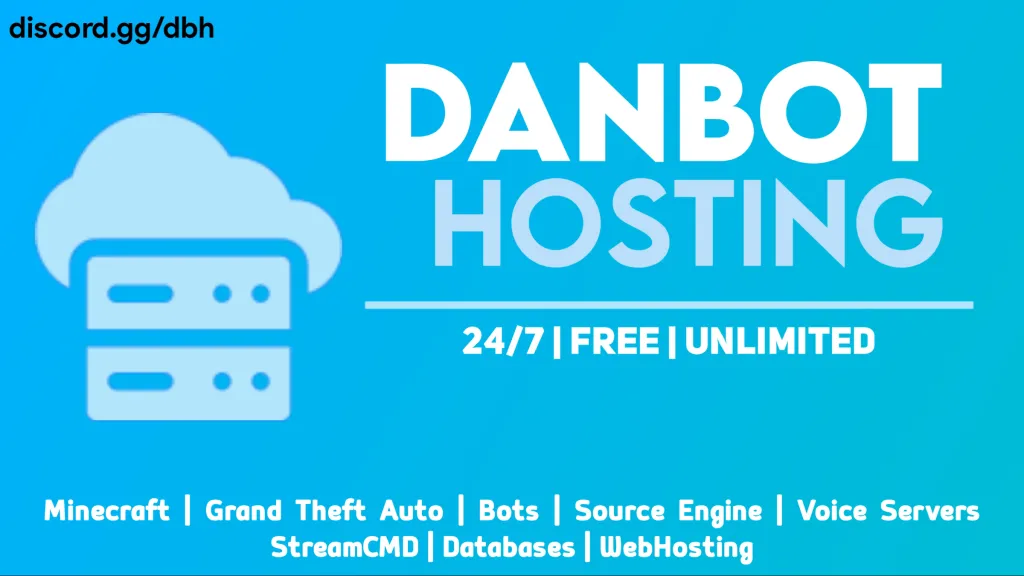 discord.gg/dbh
DANBOT
HOSTING
24/7 | FREE | UNLIMITED
Minecraft | Grand Theft Auto | Bots | Source Engine | Voice Servers
StreamCMD | Databases | WebHosting